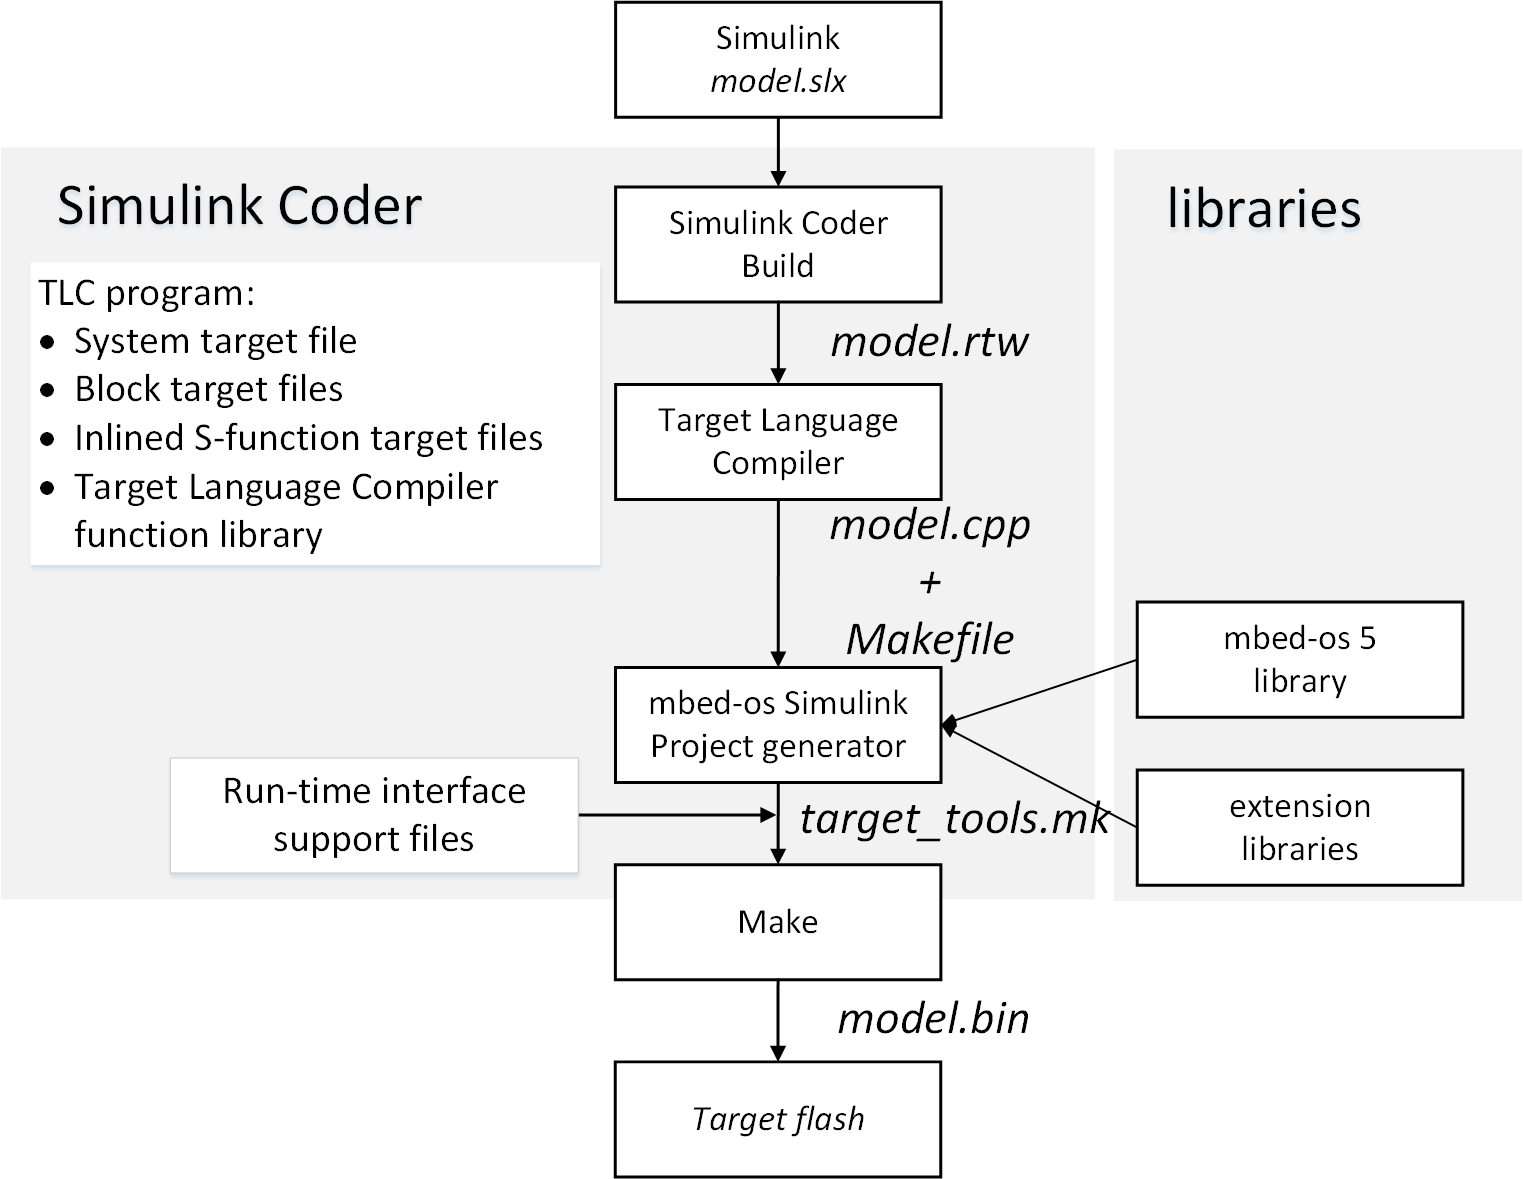 Simulink
model.slx
Simulink Coder
libraries
Simulink Coder
Build
TLC program:
• System target file
• Block target files
• Inlined S-function target files
• Target Language Compiler
function library
model.rtw
Target Language
Compiler
model.cpp
+
Makefile
mbed-os 5
library
mbed-os Simulink
Project generator
Run-time interface
support files
target_tools.mk
extension
libraries
Make
model.bin
Target flash